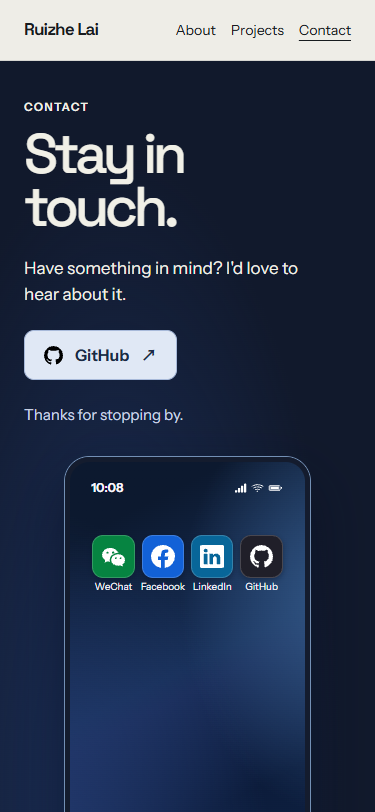 Ruizhe Lai
About Projects Contact
CONTACT
Stay in
touch.
Have something in mind? I'd love to
hear about it.
GitHub ↗
Thanks for stopping by.
10:08
WeChat Facebook LinkedIn GitHub